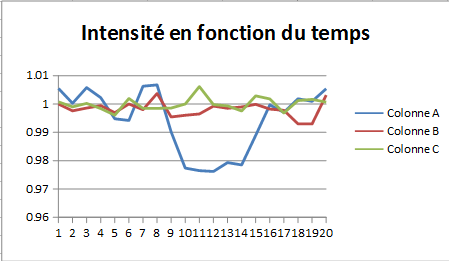 Intensité en fonction du temps
1.01
1
0.99
0.98
0.97
0.96
1 2 3 4 5 6 7 8 9 10 11 12 13 14 15 16 17 18 19 20
Colonne A
Colonne B
Colonne C